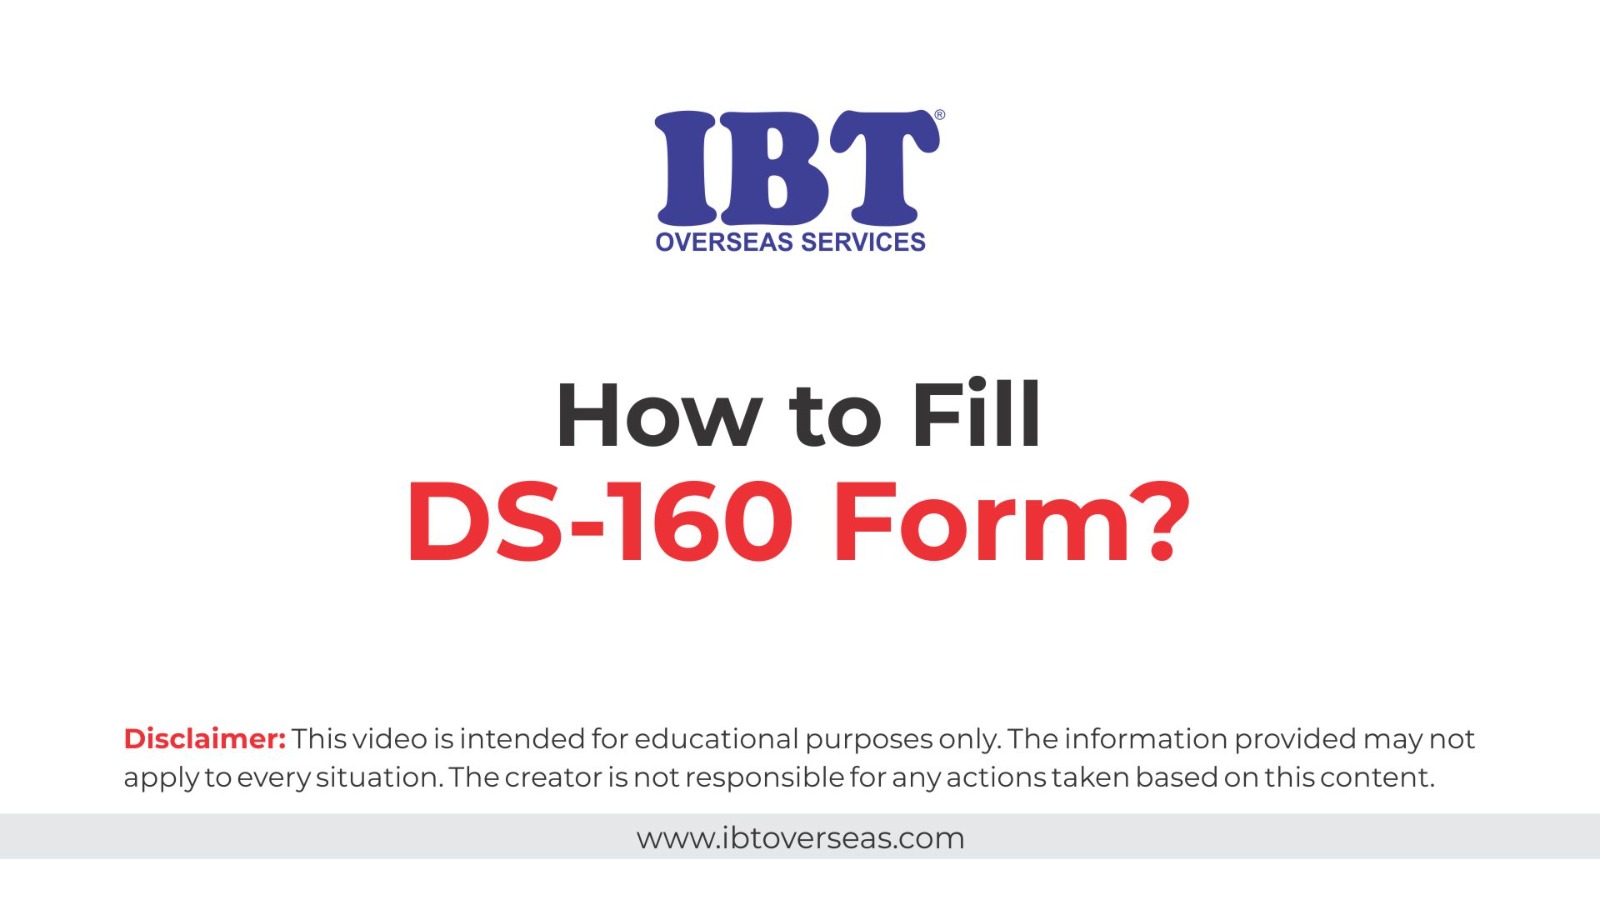 IBT®
OVERSEAS SERVICES
How to Fill
DS-160 Form?
Disclaimer: This video is intended for educational purposes only. The information provided may not
apply to every situation. The creator is not responsible for any actions taken based on this content.
www.ibtoverseas.com